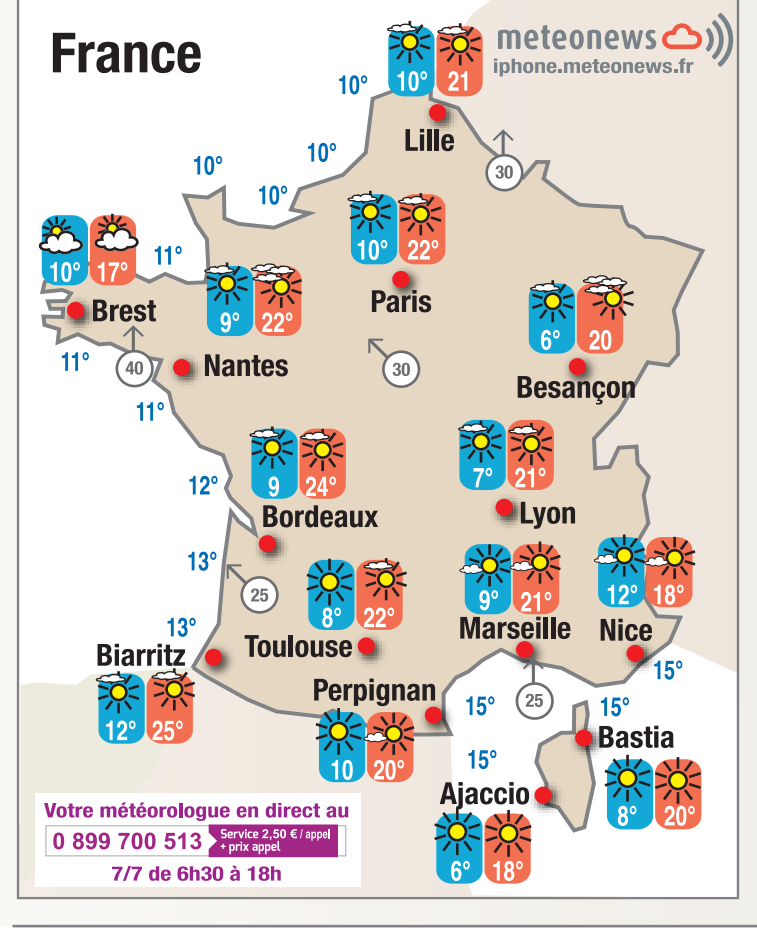 France
meteonews
iphone.meteonews.fr
10° 21
Lille
10°
10°
30
10°
10°
10° 22°
Paris
10° 17°
Brest
11°
9° 22°
Nantes
11°
40
11°
30
6° 20
Besançon
9 24°
Bordeaux
12°
7° 21°
Lyon
13°
25
8° 22°
Toulouse
9° 21°
Marseille
12° 18°
Nice
13°
Biarritz
12° 25°
15°
Perpignan
10 20°
15°
25
15°
Bastia
8° 20°
15°
Ajaccio
6° 18°
Votre météorologue en direct au
0 899 700 513 Service 2,50 € / appel
+ prix appel
7/7 de 6h30 à 18h